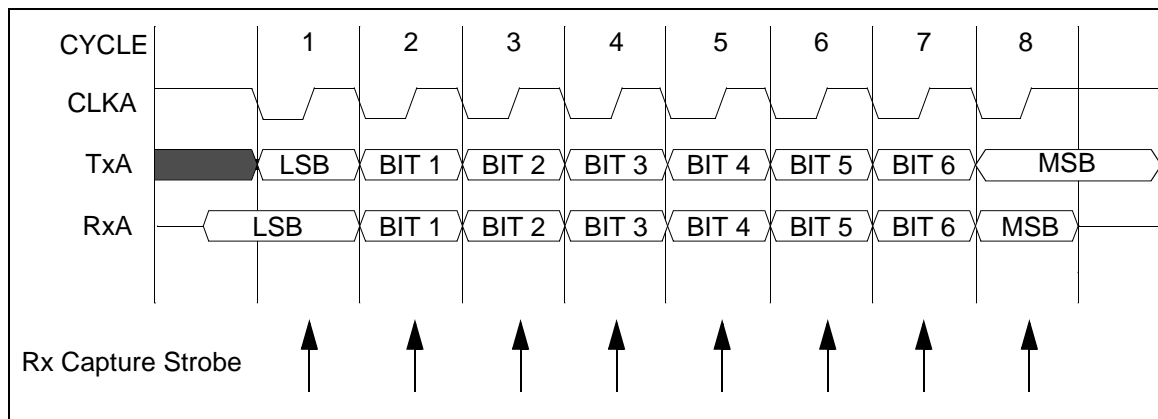 CYCLE 1 2 3 4 5 6 7 8
CLKA
TxA LSB BIT 1 BIT 2 BIT 3 BIT 4 BIT 5 BIT 6 MSB
RxA LSB BIT 1 BIT 2 BIT 3 BIT 4 BIT 5 BIT 6 MSB
Rx Capture Strobe